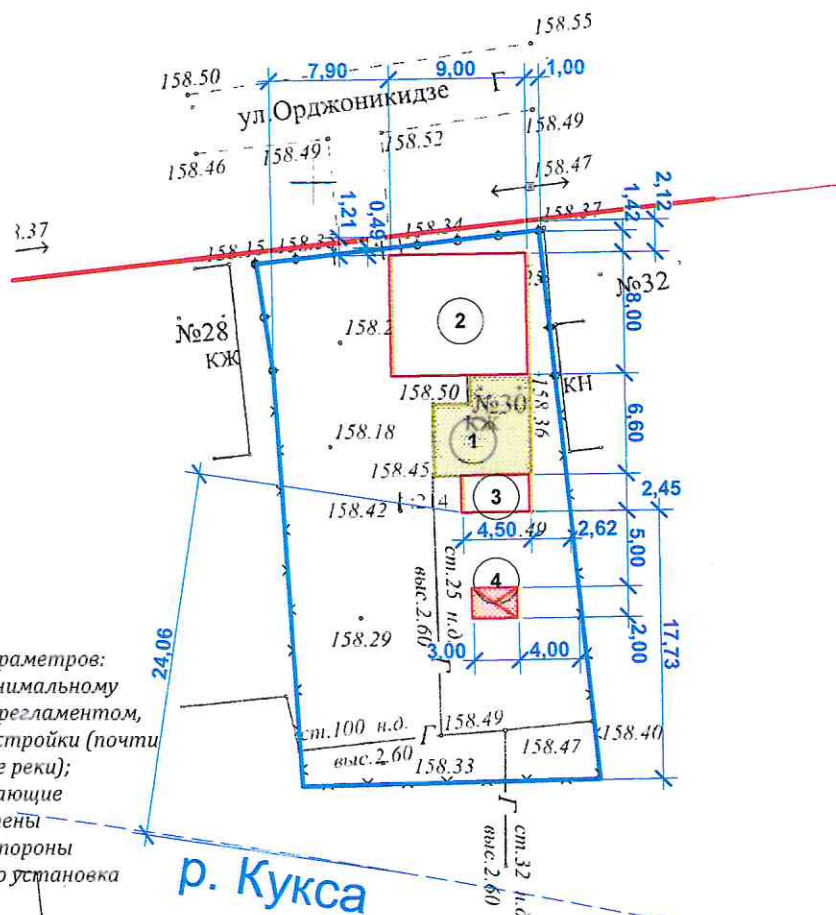 158.55
7,90
9,00
1,00
158.50
ул.Орджоникидзе
Г
158.46
158.49
158.52
158.49
158.47
2,12
1,42
1,21
0,49
158.34
158.37
3.37
158.15
№32
8,00
№28
КЖ
2
158.50
№30
КЖ
158.36
КН
6,60
158.18
1
158.45
158.42
3
2,45
4,50
2,62
5,00
ст.25 н.д.
выс.2.60
Г
4
2,00
24,06
158.29
3,00
4,00
17,73
раметров:
нимальному
регламентом,
стройки (почти
е реки);
ающие
ены
тороны
о установка
ст.100 н.д.
Г
158.49
выс.2.60
158.33
158.47
158.40
Г
ст.32 н.д.
выс.2.60
р. Кукса